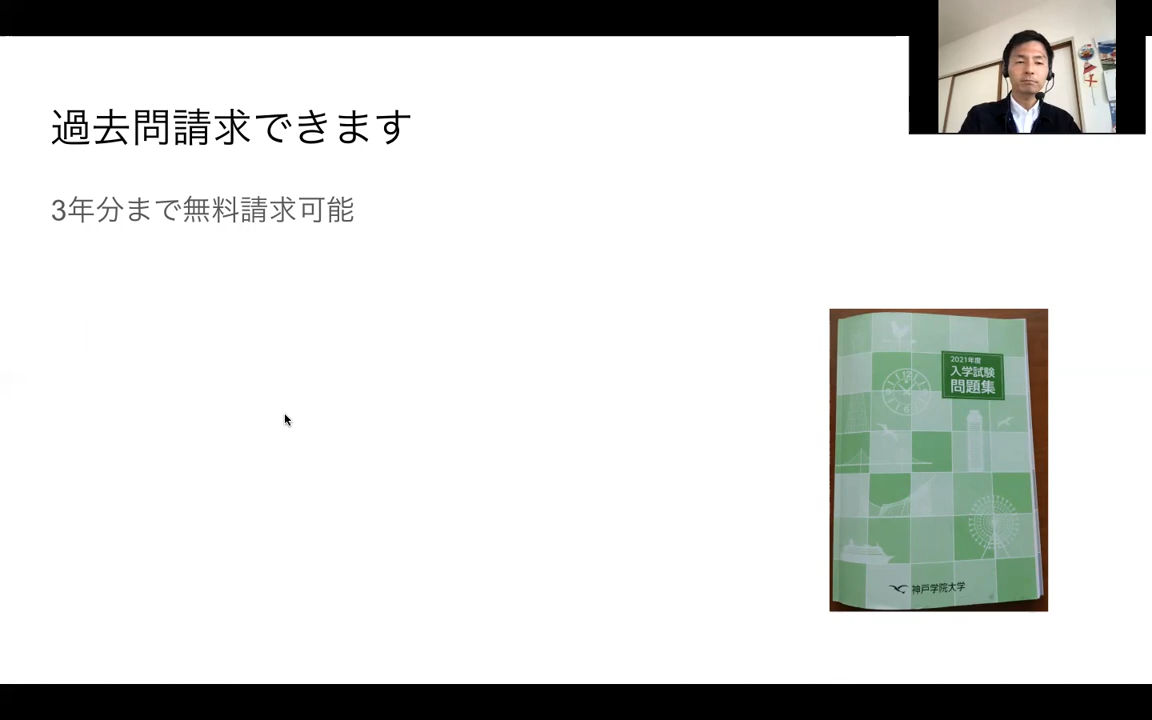 過去問請求できます
3年分まで無料請求可能
2021年度
入学試験
問題集
神戸学院大学